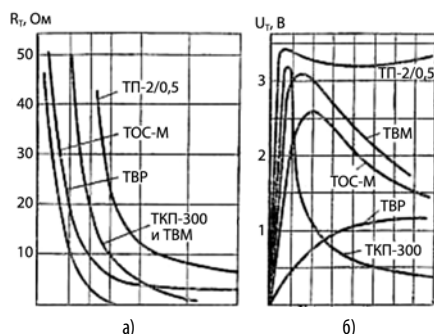 Rт, Ом
50
40
30
20
10
ТП-2/0,5
ТОС-М
ТВР
ТКП-300
и ТВМ
а)
Uт, В
3
2
1
ТП-2/0,5
ТВМ
ТОС-М
ТВР
ТКП-300
б)